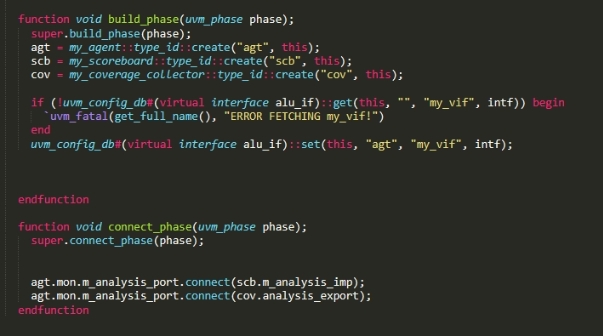 function void build_phase(uvm_phase phase);
super.build_phase(phase);
agt = my_agent::type_id::create("agt", this);
scb = my_scoreboard::type_id::create("scb", this);
cov = my_coverage_collector::type_id::create("cov", this);
if (!uvm_config_db#(virtual interface alu_if)::get(this, "", "my_vif", intf)) begin
`uvm_fatal(get_full_name(), "ERROR FETCHING my_vif!")
end
uvm_config_db#(virtual interface alu_if)::set(this, "agt", "my_vif", intf);
endfunction
function void connect_phase(uvm_phase phase);
super.connect_phase(phase);
agt.mon.m_analysis_port.connect(scb.m_analysis_imp);
agt.mon.m_analysis_port.connect(cov.analysis_export);
endfunction